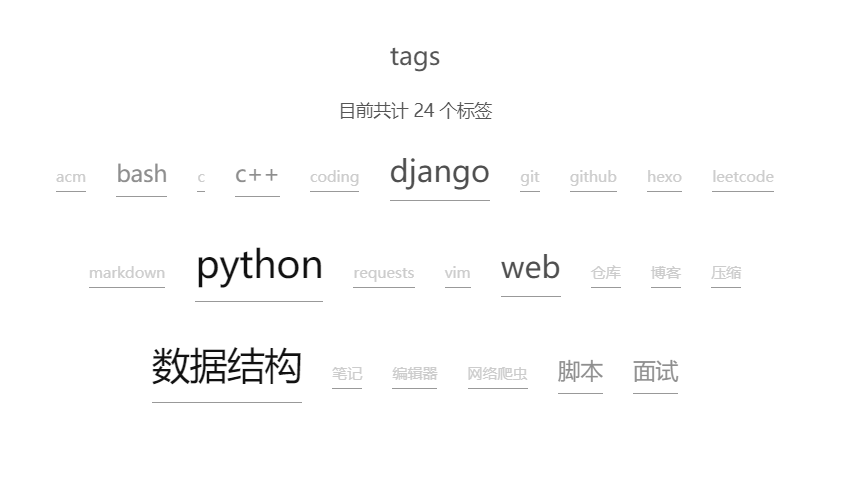 tags
目前共计 24 个标签
acm bash c c++ coding django git github hexo leetcode
markdown python requests vim web 仓库 博客 压缩
数据结构 笔记 编辑器 网络爬虫 脚本 面试